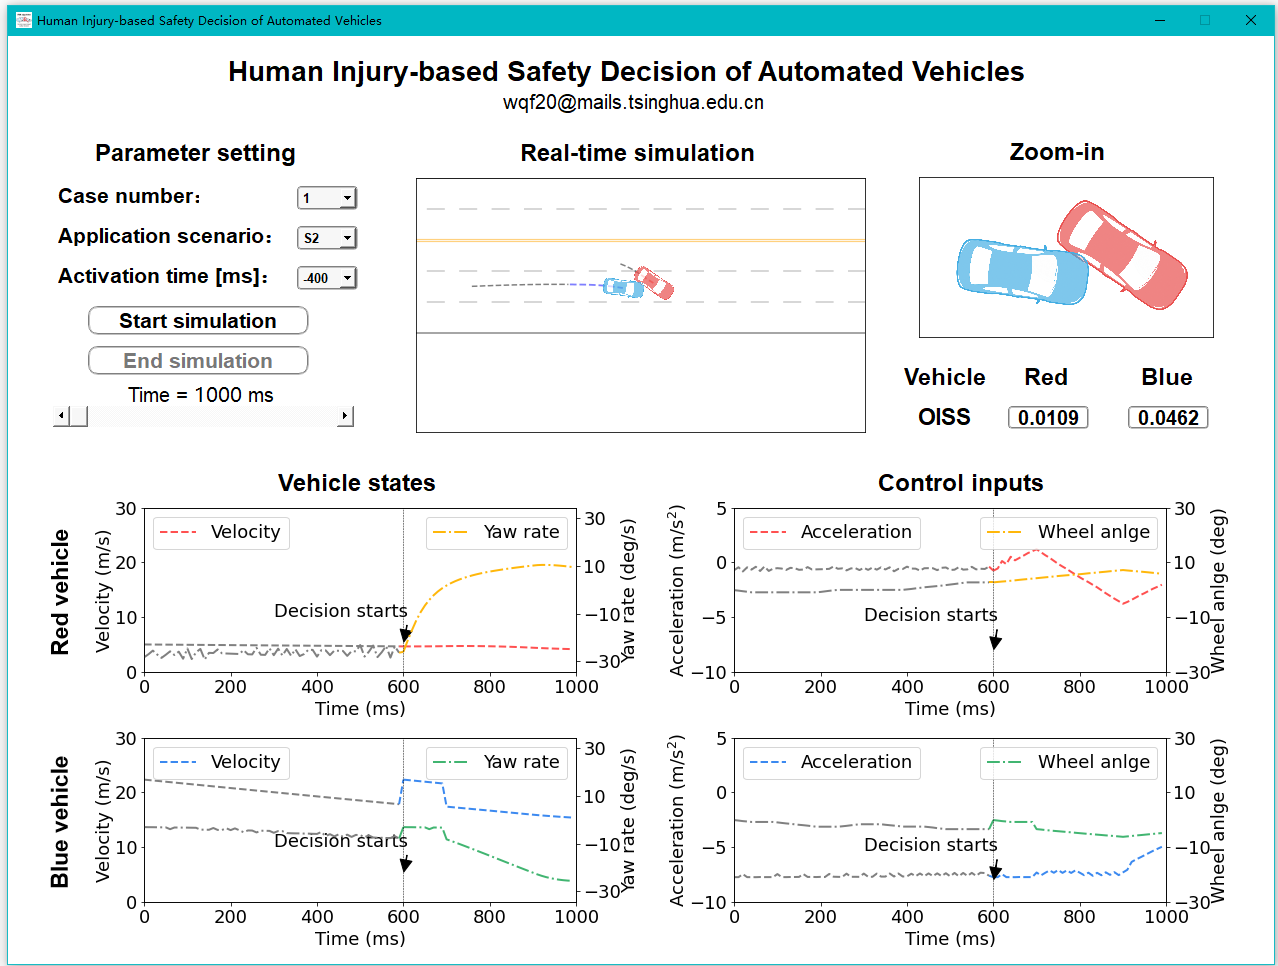 Human Injury-based Safety Decision of Automated Vehicles
Human Injury-based Safety Decision of Automated Vehicles
wqf20@mails.tsinghua.edu.cn
Parameter setting
Case number： 1
Application scenario： S2
Activation time [ms]： -400
Start simulation
End simulation
Time = 1000 ms
Real-time simulation
Zoom-in
Vehicle Red Blue
OISS 0.0109 0.0462
Vehicle states
Red vehicle
Velocity (m/s)
30
20
10
0
Velocity
Yaw rate
Decision starts
30
10
−10
−30
Yaw rate (deg/s)
0 200 400 600 800 1000
Time (ms)
Control inputs
Acceleration (m/s²)
5
0
−5
−10
Acceleration
Wheel anlge
Decision starts
30
10
−10
−30
Wheel anlge (deg)
0 200 400 600 800 1000
Time (ms)
Blue vehicle
Velocity (m/s)
30
20
10
0
Velocity
Yaw rate
Decision starts
30
10
−10
−30
Yaw rate (deg/s)
0 200 400 600 800 1000
Time (ms)
Acceleration (m/s²)
5
0
−5
−10
Acceleration
Wheel anlge
Decision starts
30
10
−10
−30
Wheel anlge (deg)
0 200 400 600 800 1000
Time (ms)